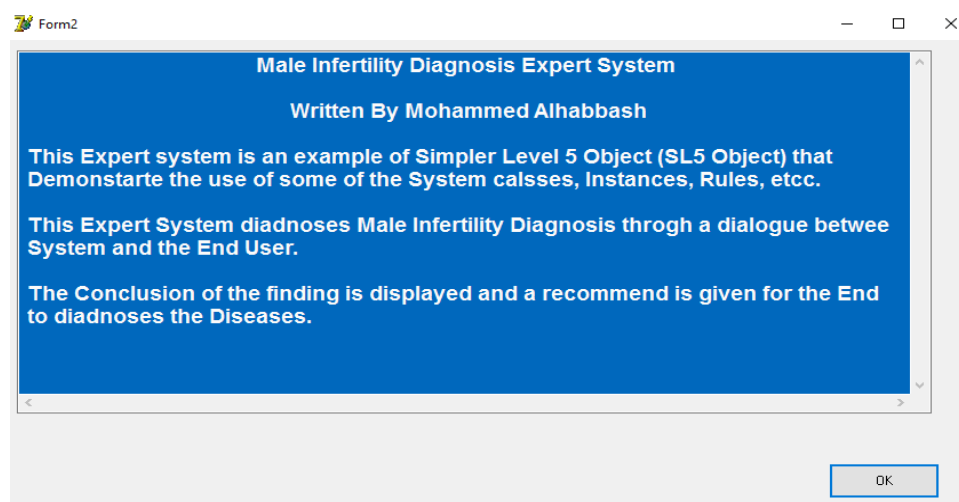 Form2
Male Infertility Diagnosis Expert System
Written By Mohammed Alhabbash
This Expert system is an example of Simpler Level 5 Object (SL5 Object) that
Demonstarte the use of some of the System calsses, Instances, Rules, etcc.
This Expert System diadnoses Male Infertility Diagnosis throgh a dialogue betwee
System and the End User.
The Conclusion of the finding is displayed and a recommend is given for the End
to diadnoses the Diseases.
OK